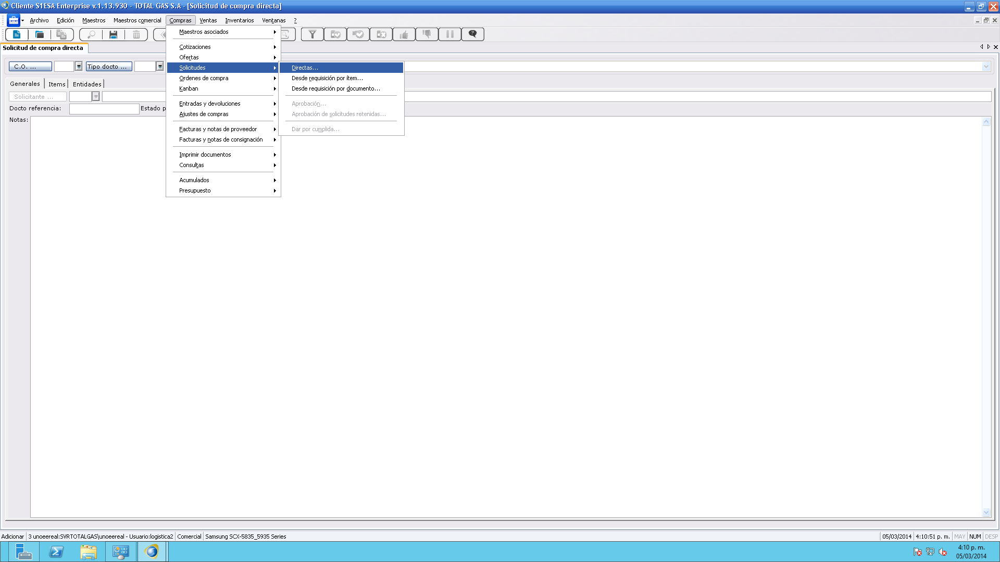 Cliente S1ESA Enterprise v.1.13.930 - TOTAL GAS S.A - [Solicitud de compra directa]
Archivo Edición Maestros Maestros comercial Compras Ventas Inventarios Ventanas ?
Solicitud de compra directa
C.O. ... Tipo docto ...
Generales Items Entidades
Solicitante ...
Docto referencia: Estado p
Notas:
Maestros asociados
Cotizaciones
Ofertas
Solicitudes
Ordenes de compra
Kanban
Entradas y devoluciones
Ajustes de compras
Facturas y notas de proveedor
Facturas y notas de consignación
Imprimir documentos
Consultas
Acumulados
Presupuesto
Directas...
Desde requisición por ítem...
Desde requisición por documento...
Aprobación...
Aprobación de solicitudes retenidas...
Dar por cumplida...
Adicionar 3 unoeereal:SVRTOTALGAS\unoeereal - Usuario:logistica2 Comercial Samsung SCX-5835_5935 Series 05/03/2014 4:10:51 p. m. MAY NUM DESP
4:10 p. m.
05/03/2014